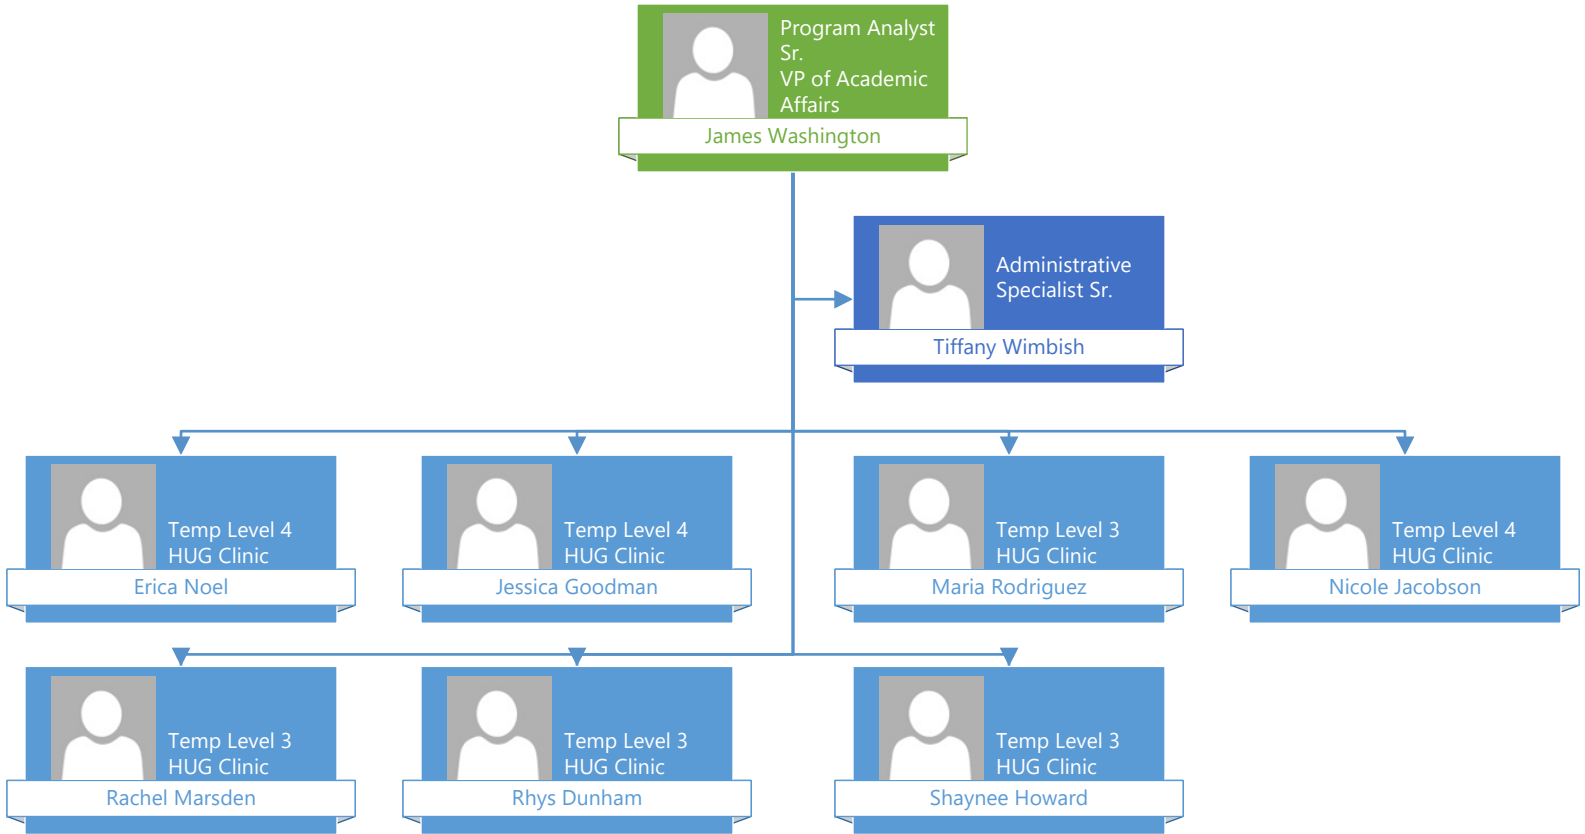 Program Analyst
Sr.
VP of Academic
Affairs
James Washington
Administrative
Specialist Sr.
Tiffany Wimbish
Temp Level 4
HUG Clinic
Erica Noel
Temp Level 4
HUG Clinic
Jessica Goodman
Temp Level 3
HUG Clinic
Maria Rodriguez
Temp Level 4
HUG Clinic
Nicole Jacobson
Temp Level 3
HUG Clinic
Rachel Marsden
Temp Level 3
HUG Clinic
Rhys Dunham
Temp Level 3
HUG Clinic
Shaynee Howard